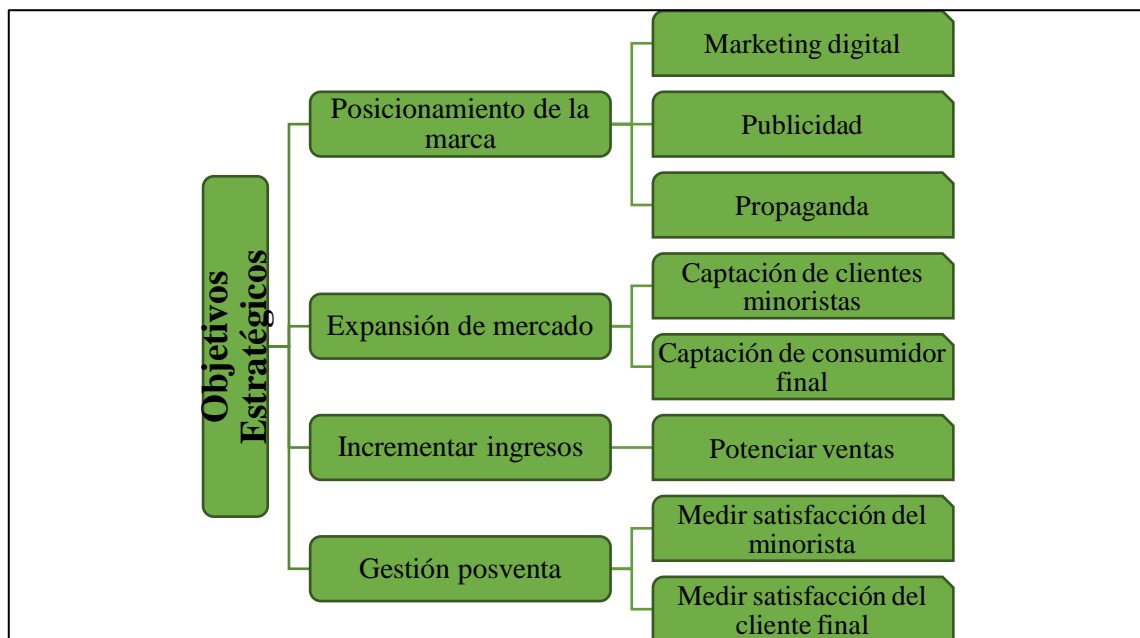 Objetivos
Estratégicos
Posicionamiento de la
marca
Marketing digital
Publicidad
Propaganda
Expansión de mercado
Captación de clientes
minoristas
Captación de consumidor
final
Incrementar ingresos
Potenciar ventas
Gestión posventa
Medir satisfacción del
minorista
Medir satisfacción del
cliente final